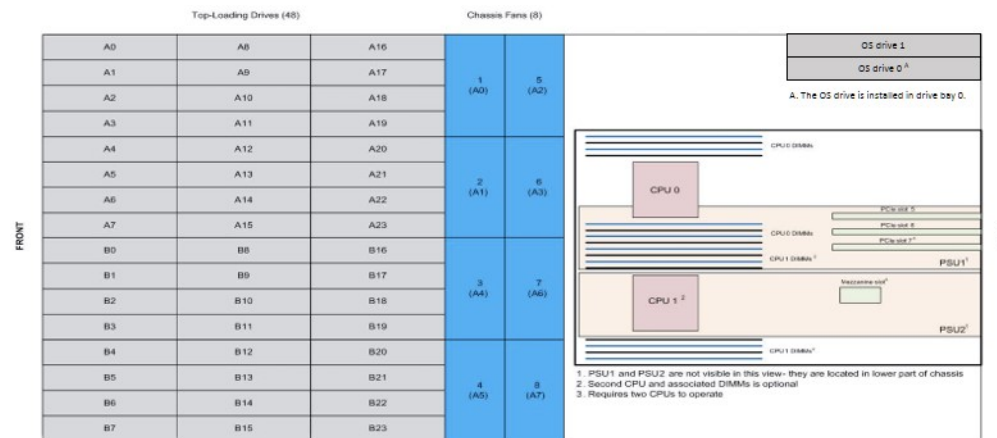 Top-Loading Drives (48) Chassis Fans (8)
FRONT
A0 A8 A16
A1 A9 A17
A2 A10 A18
A3 A11 A19
A4 A12 A20
A5 A13 A21
A6 A14 A22
A7 A15 A23
B0 B8 B16
B1 B9 B17
B2 B10 B18
B3 B11 B19
B4 B12 B20
B5 B13 B21
B6 B14 B22
B7 B15 B23
1 5
(A0) (A2)
2 6
(A1) (A3)
3 7
(A4) (A6)
4 8
(A5) (A7)
OS drive 1
OS drive 0 A
A. The OS drive is installed in drive bay 0.
CPU 0 DIMMs
CPU 0
PCIe slot 5
PCIe slot 6
CPU 0 DIMMs
PCIe slot 7 3
CPU 1 DIMMs 2
PSU1 1
Mezzanine slot 3
CPU 1 2
PSU2 1
CPU 1 DIMMs 2
1. PSU1 and PSU2 are not visible in this view- they are located in lower part of chassis
2. Second CPU and associated DIMMs is optional
3. Requires two CPUs to operate